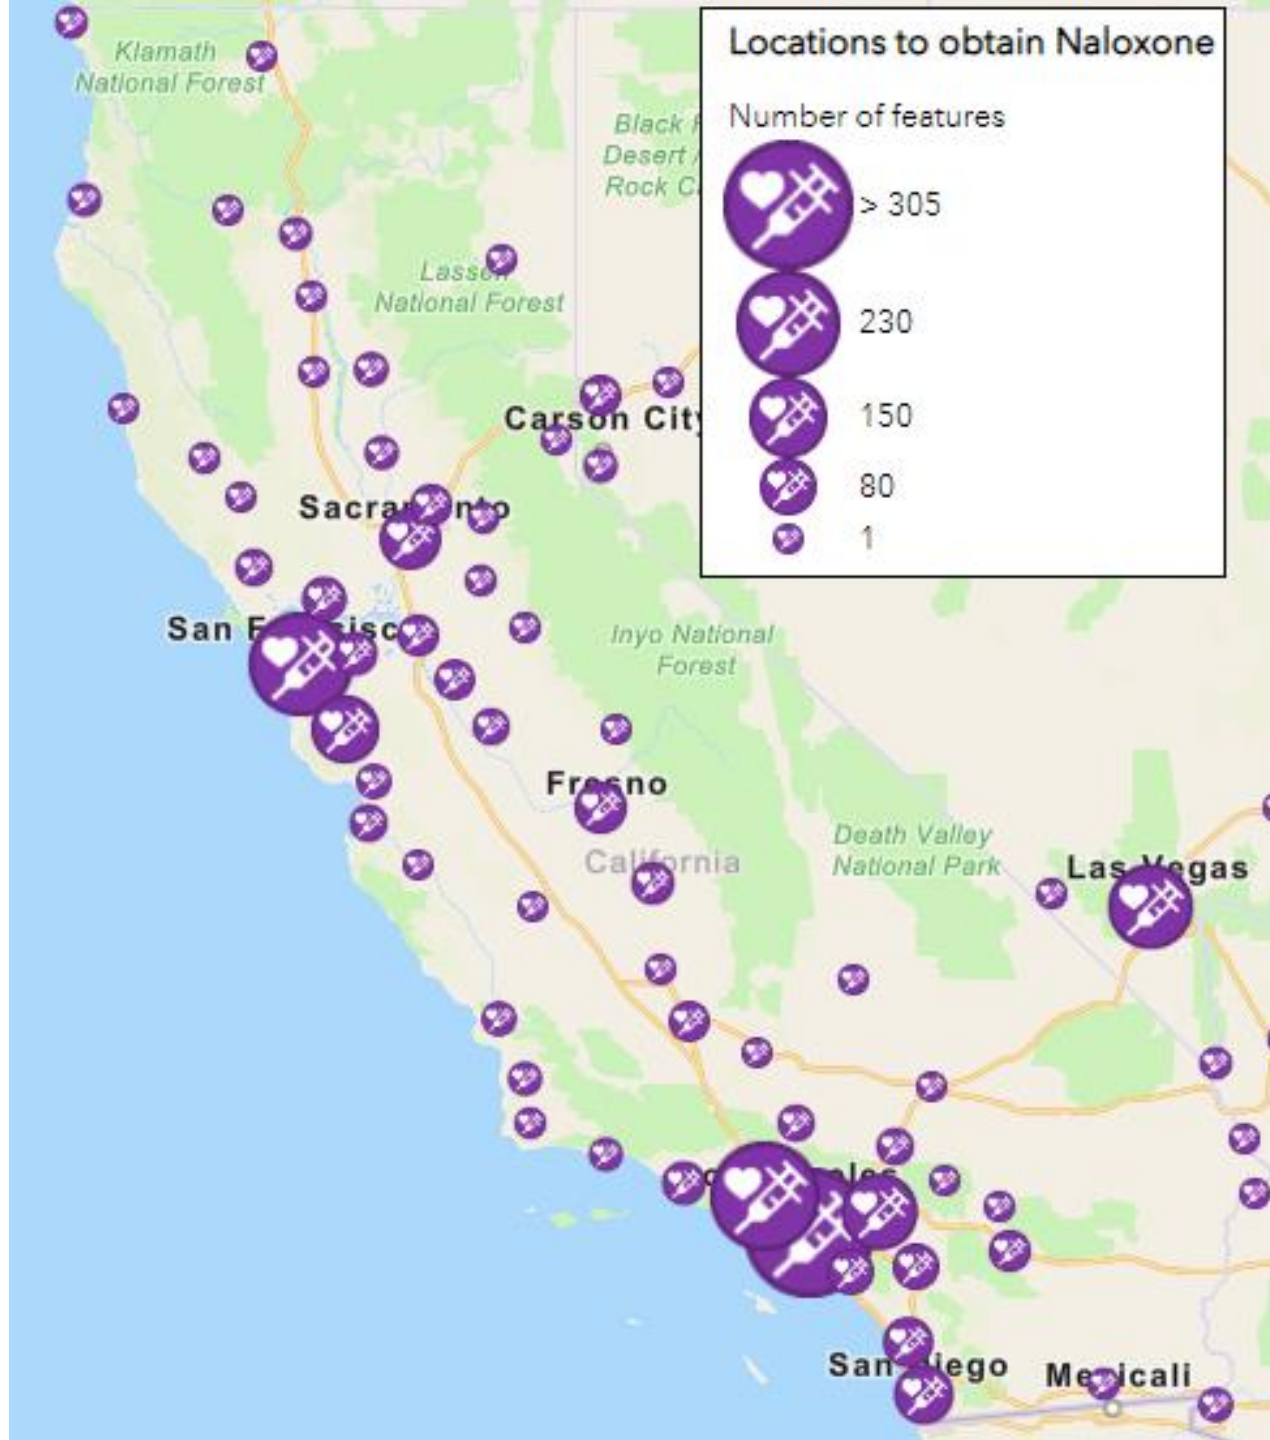 Locations to obtain Naloxone
Number of features
> 305
230
150
80
1
Klamath
National Forest
Black
Desert
Rock
Lassen
National Forest
Carson City
Sacramento
San Francisco
Inyo National
Forest
Fresno
California
Death Valley
National Park
Las Vegas
San Diego
Mexicali